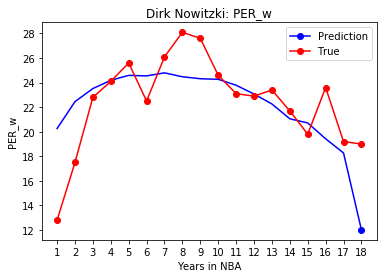 Dirk Nowitzki: PER_w
Prediction
True
28
26
24
22
20
18
16
14
12
PER_w
1 2 3 4 5 6 7 8 9 10 11 12 13 14 15 16 17 18
Years in NBA